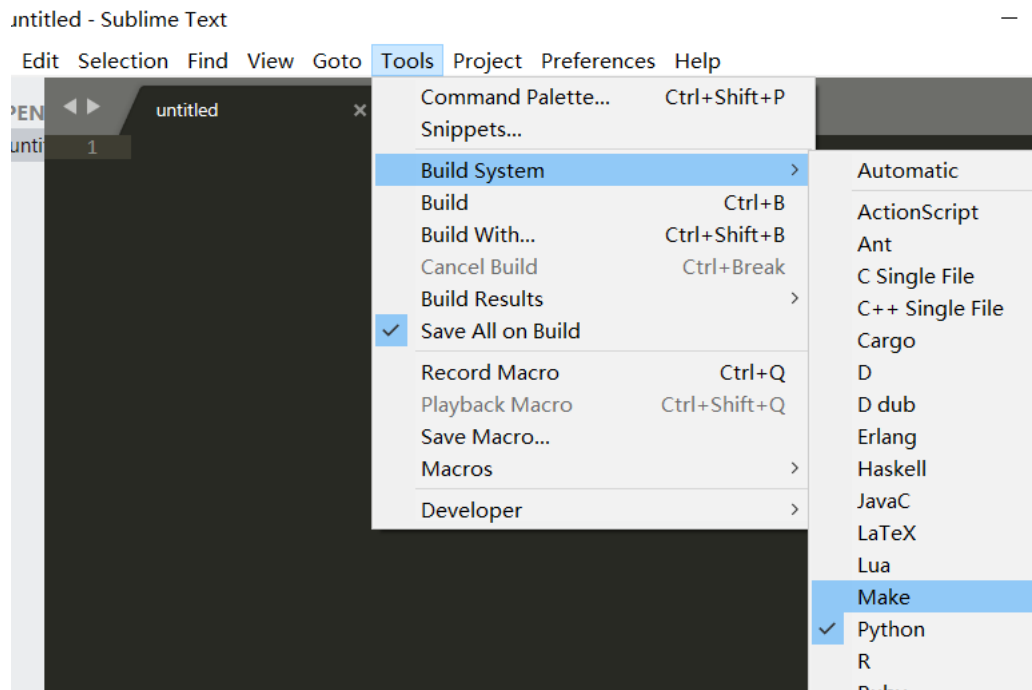 untitled - Sublime Text
Edit Selection Find View Goto Tools Project Preferences Help
PEN
untitled
unti
1
Command Palette... Ctrl+Shift+P
Snippets...
Build System
Build Ctrl+B
Build With... Ctrl+Shift+B
Cancel Build Ctrl+Break
Build Results
Save All on Build
Record Macro Ctrl+Q
Playback Macro Ctrl+Shift+Q
Save Macro...
Macros
Developer
Automatic
ActionScript
Ant
C Single File
C++ Single File
Cargo
D
D dub
Erlang
Haskell
JavaC
LaTeX
Lua
Make
Python
R